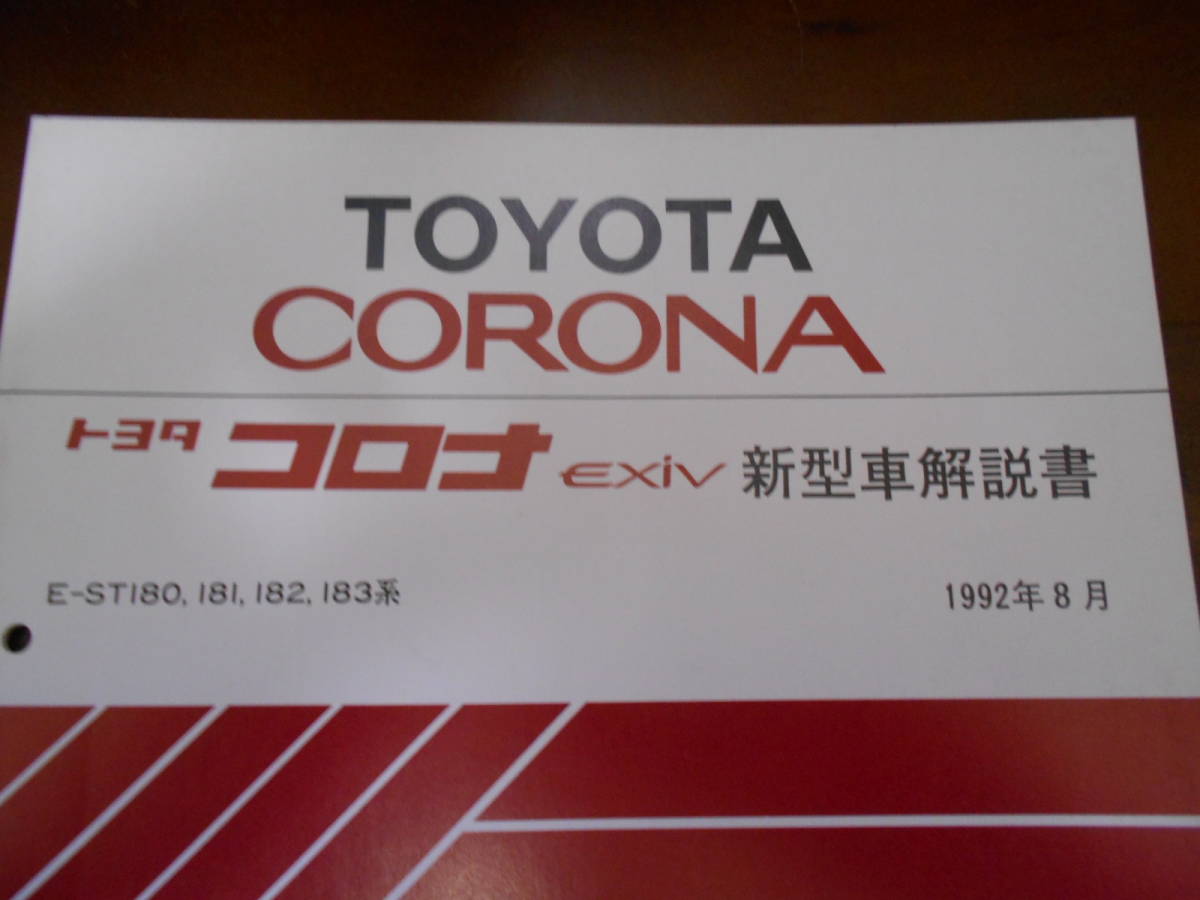 TOYOTA
CORONA
トヨタ コロナ EXiV 新型車解説書
E-ST180, 181, 182, 183系 1992年8月